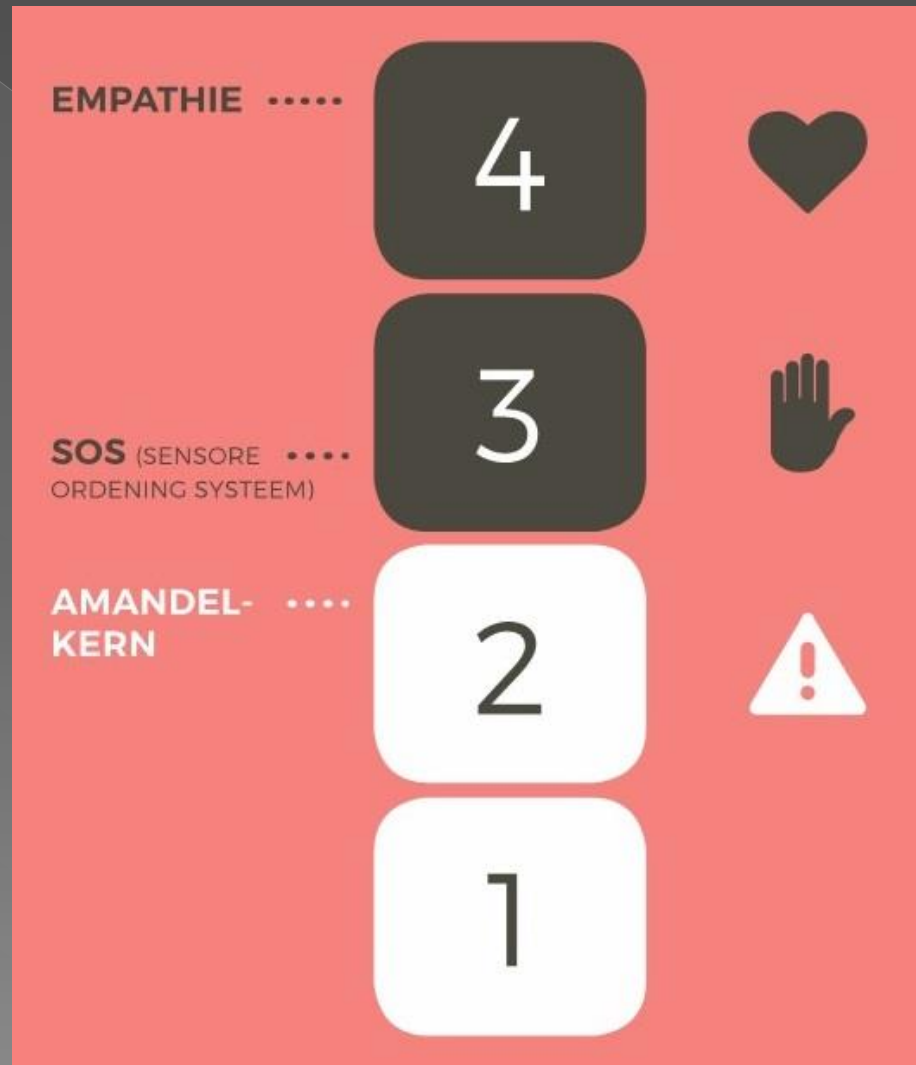 EMPATHIE .....
4
3
SOS (SENSORE ....
ORDENING SYSTEEM)
AMANDEL- ....
KERN
2
1